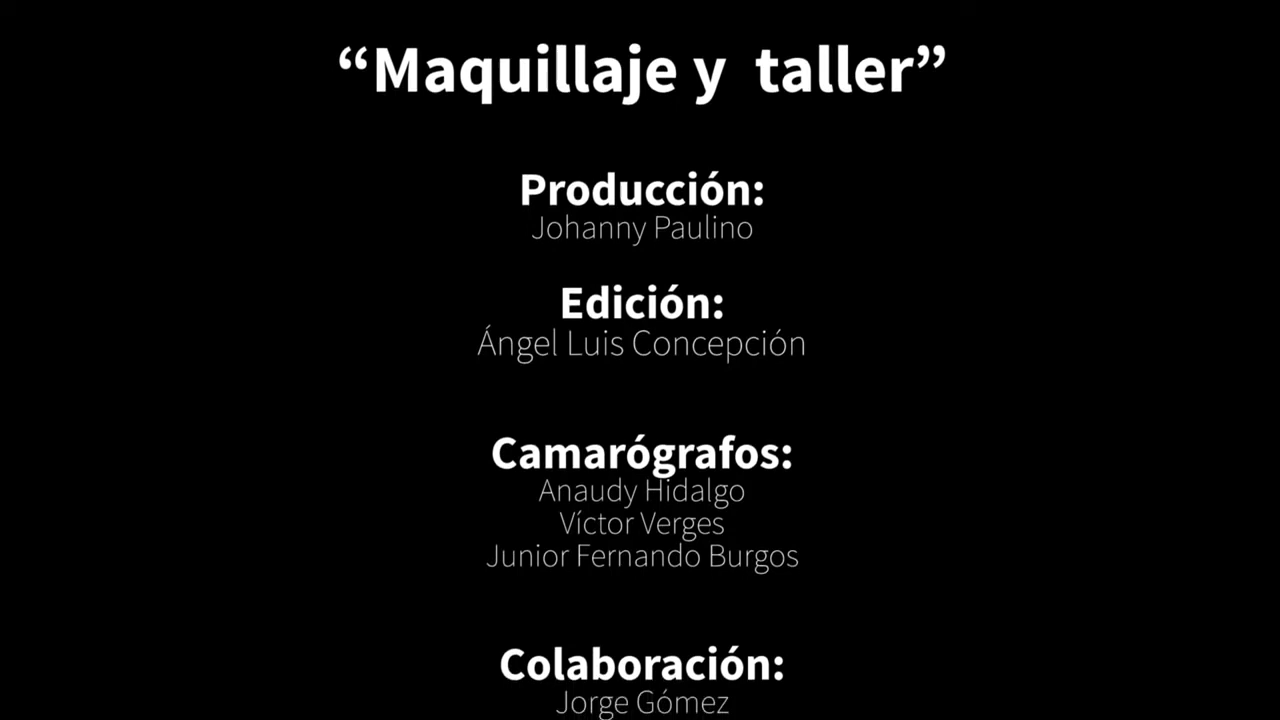 “Maquillaje y taller”
Producción:
Johanny Paulino
Edición:
Ángel Luis Concepción
Camarógrafos:
Anaudy Hidalgo
Víctor Verges
Junior Fernando Burgos
Colaboración:
Jorge Gómez